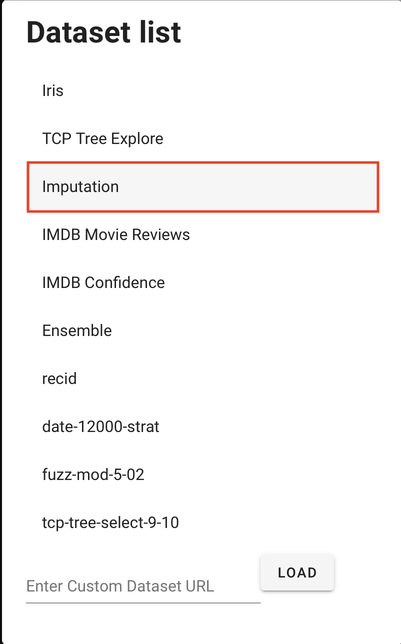 Dataset list
Iris
TCP Tree Explore
Imputation
IMDB Movie Reviews
IMDB Confidence
Ensemble
recid
date-12000-strat
fuzz-mod-5-02
tcp-tree-select-9-10
LOAD
Enter Custom Dataset URL